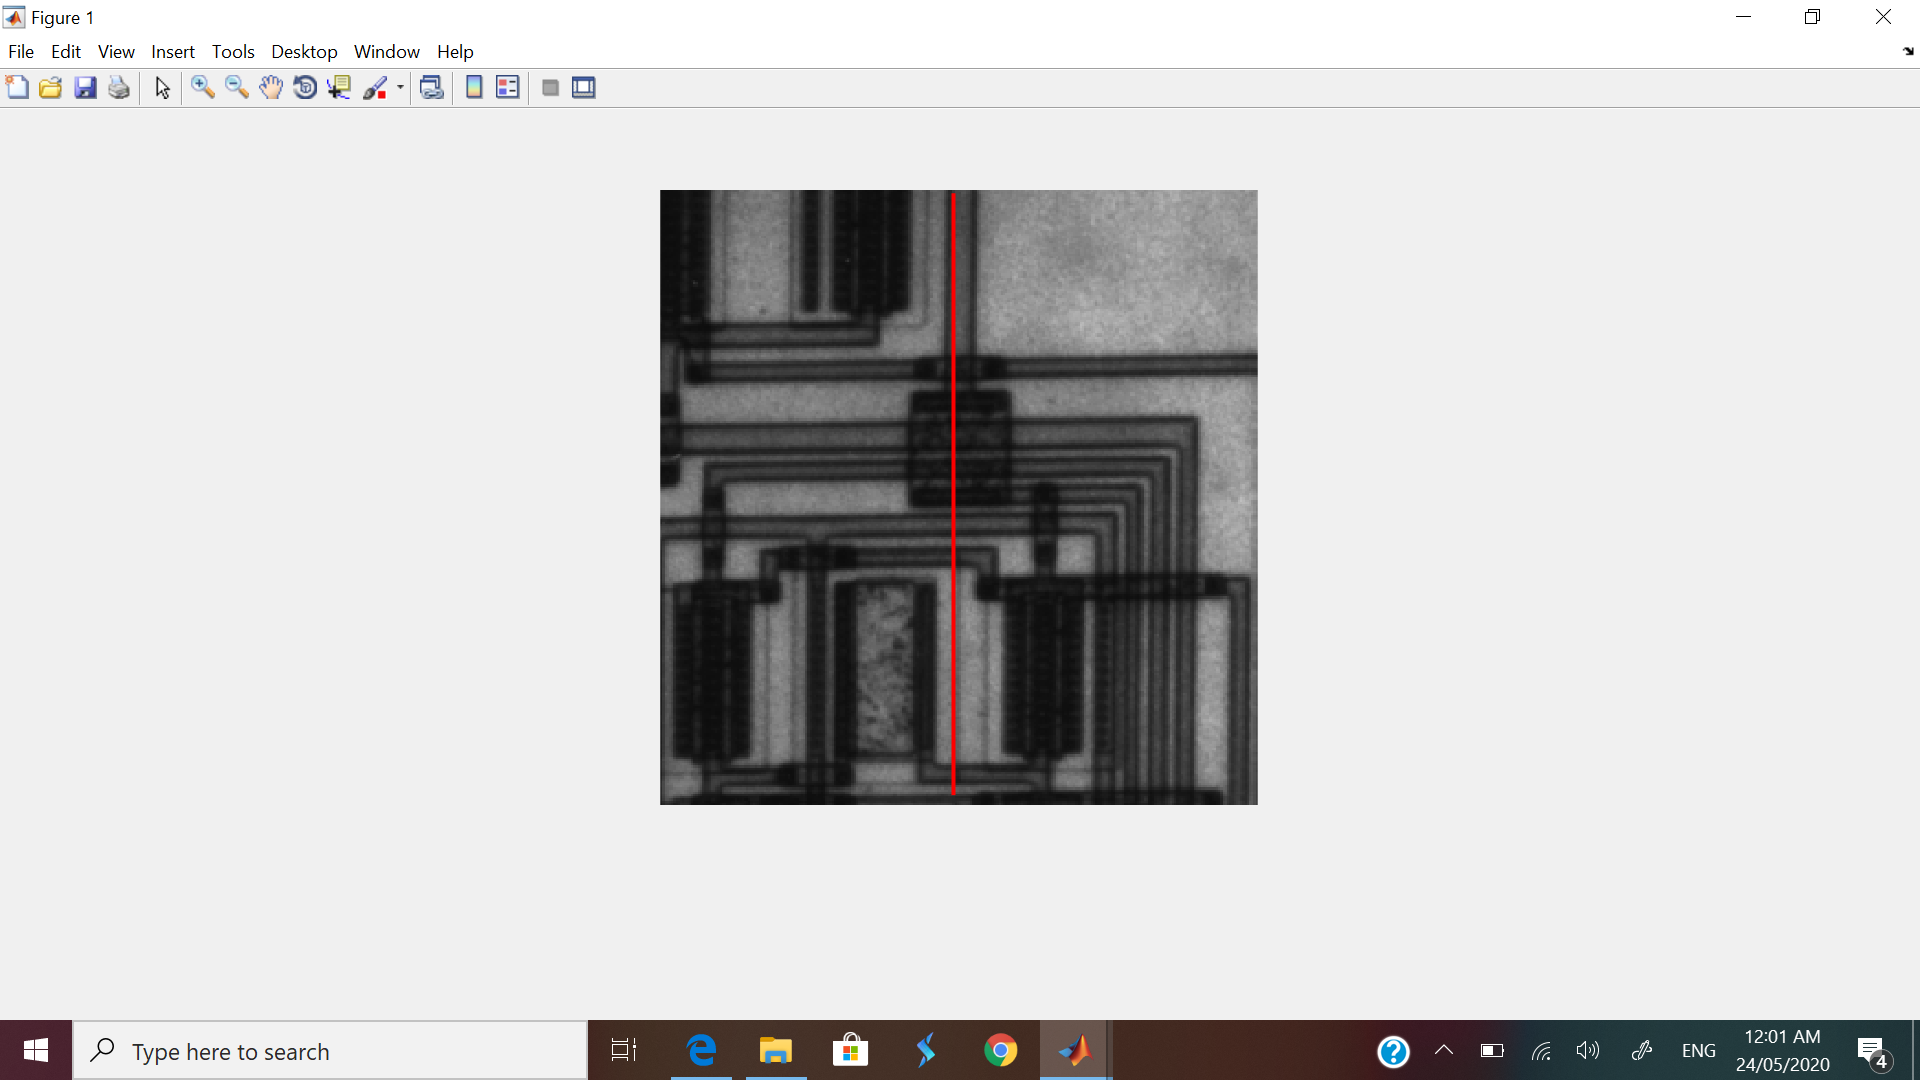 Figure 1
File Edit View Insert Tools Desktop Window Help
Type here to search
ENG
12:01 AM
24/05/2020
4